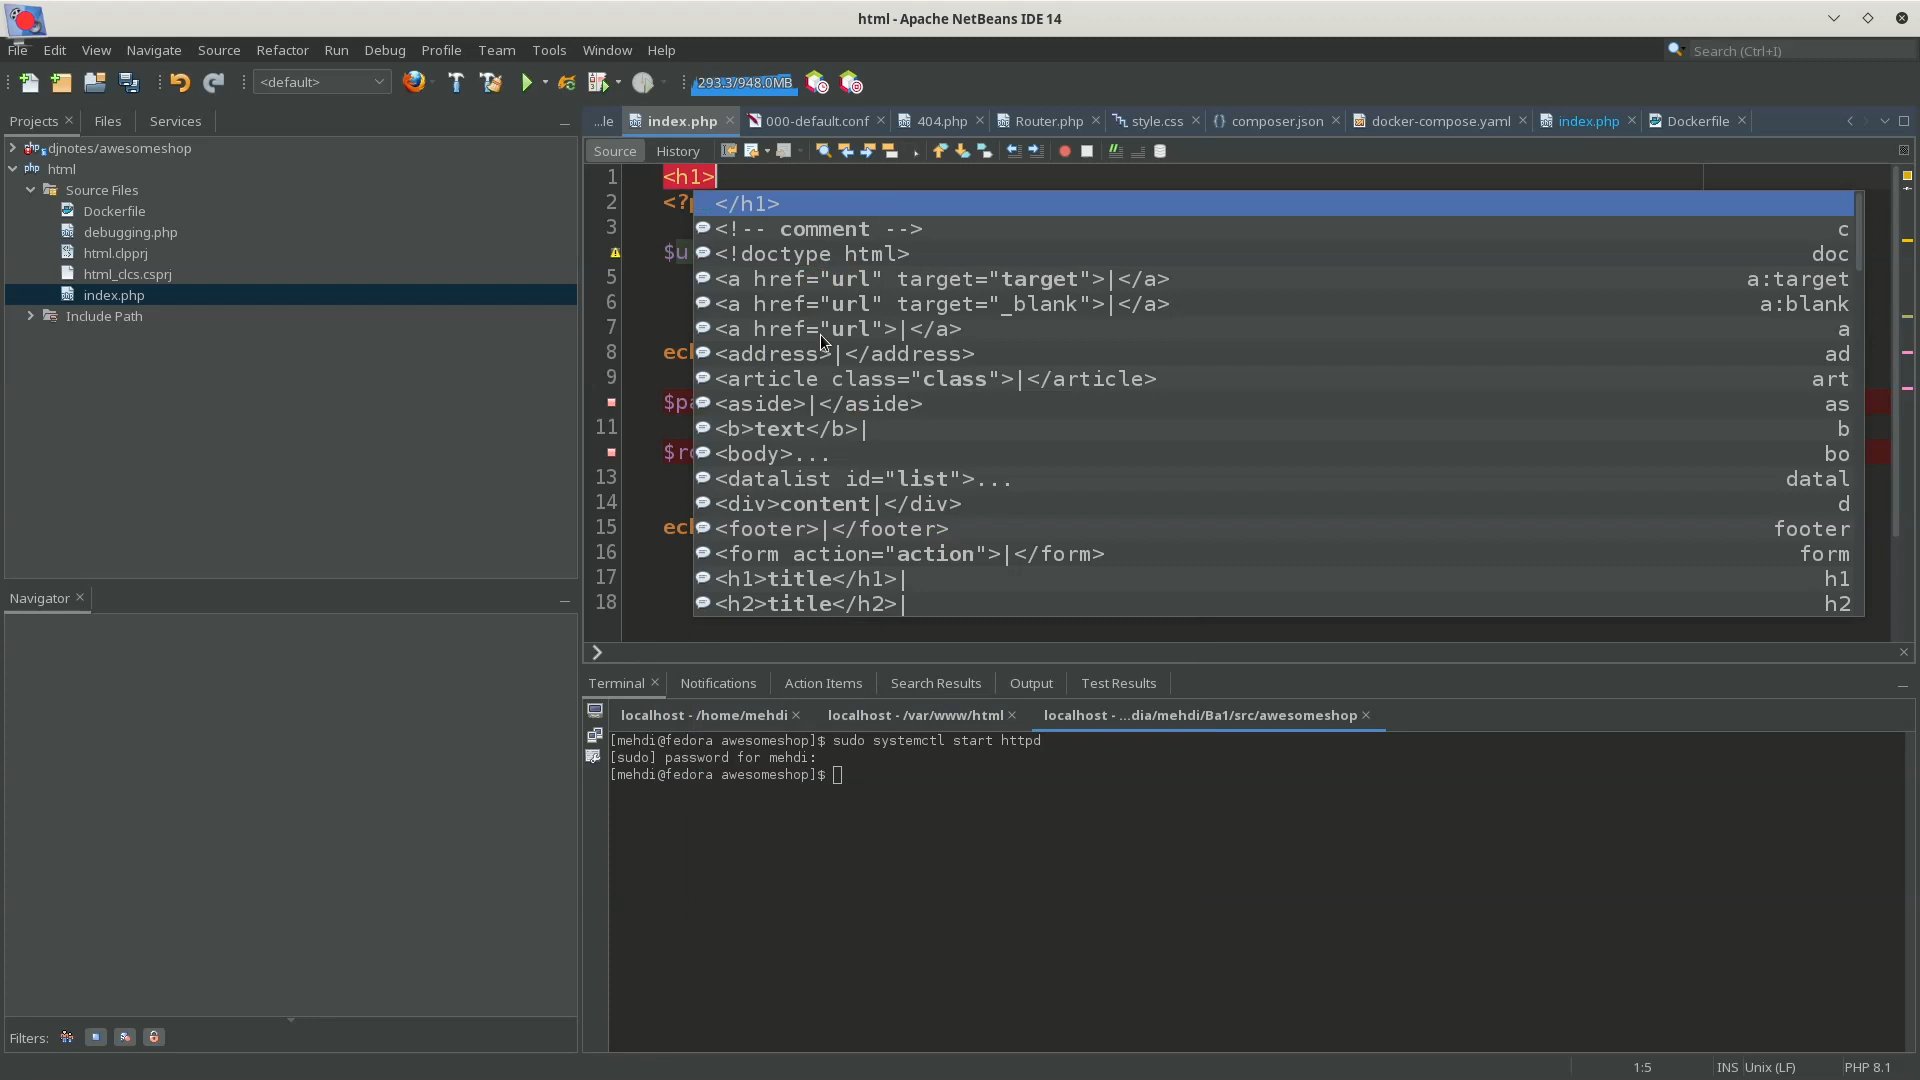 html - Apache NetBeans IDE 14
File Edit View Navigate Source Refactor Run Debug Profile Team Tools Window Help
Search (Ctrl+I)
<default>
293.3/948.0MB
Projects Files Services
...le index.php 000-default.conf 404.php Router.php style.css composer.json docker-compose.yaml index.php Dockerfile
Source History
djnotes/awesomeshop
html
Source Files
Dockerfile
debugging.php
html.clpprj
html_clcs.csprj
index.php
Include Path
1 <h1>
2 <?
</h1>
3 <!-- comment --> c
$u <!doctype html> doc
5 <a href="url" target="target">|</a> a:target
6 <a href="url" target="_blank">|</a> a:blank
7 <a href="url">|</a> a
8 ecl <address>|</address> ad
9 <article class="class">|</article> art
$pa <aside>|</aside> as
11 <b>text</b>| b
$ro <body>... bo
13 <datalist id="list">... datal
14 <div>content|</div> d
15 ecl <footer>|</footer> footer
16 <form action="action">|</form> form
17 <h1>title</h1>| h1
18 <h2>title</h2>| h2
Navigator
Filters:
Terminal Notifications Action Items Search Results Output Test Results
localhost - /home/mehdi localhost - /var/www/html localhost - ...dia/mehdi/Ba1/src/awesomeshop
[mehdi@fedora awesomeshop]$ sudo systemctl start httpd
[sudo] password for mehdi:
[mehdi@fedora awesomeshop]$
1:5 INS Unix (LF) PHP 8.1